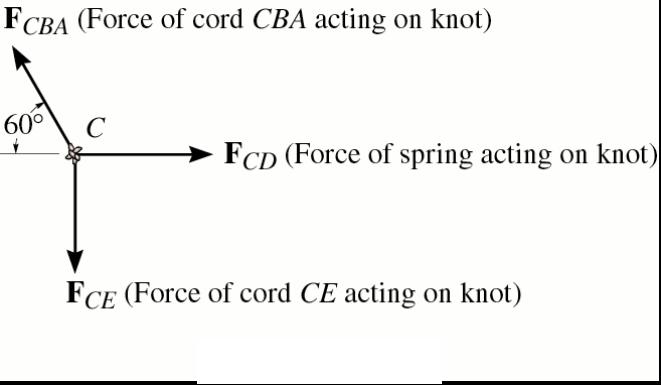 F_CBA (Force of cord CBA acting on knot)
60°
C
F_CD (Force of spring acting on knot)
F_CE (Force of cord CE acting on knot)